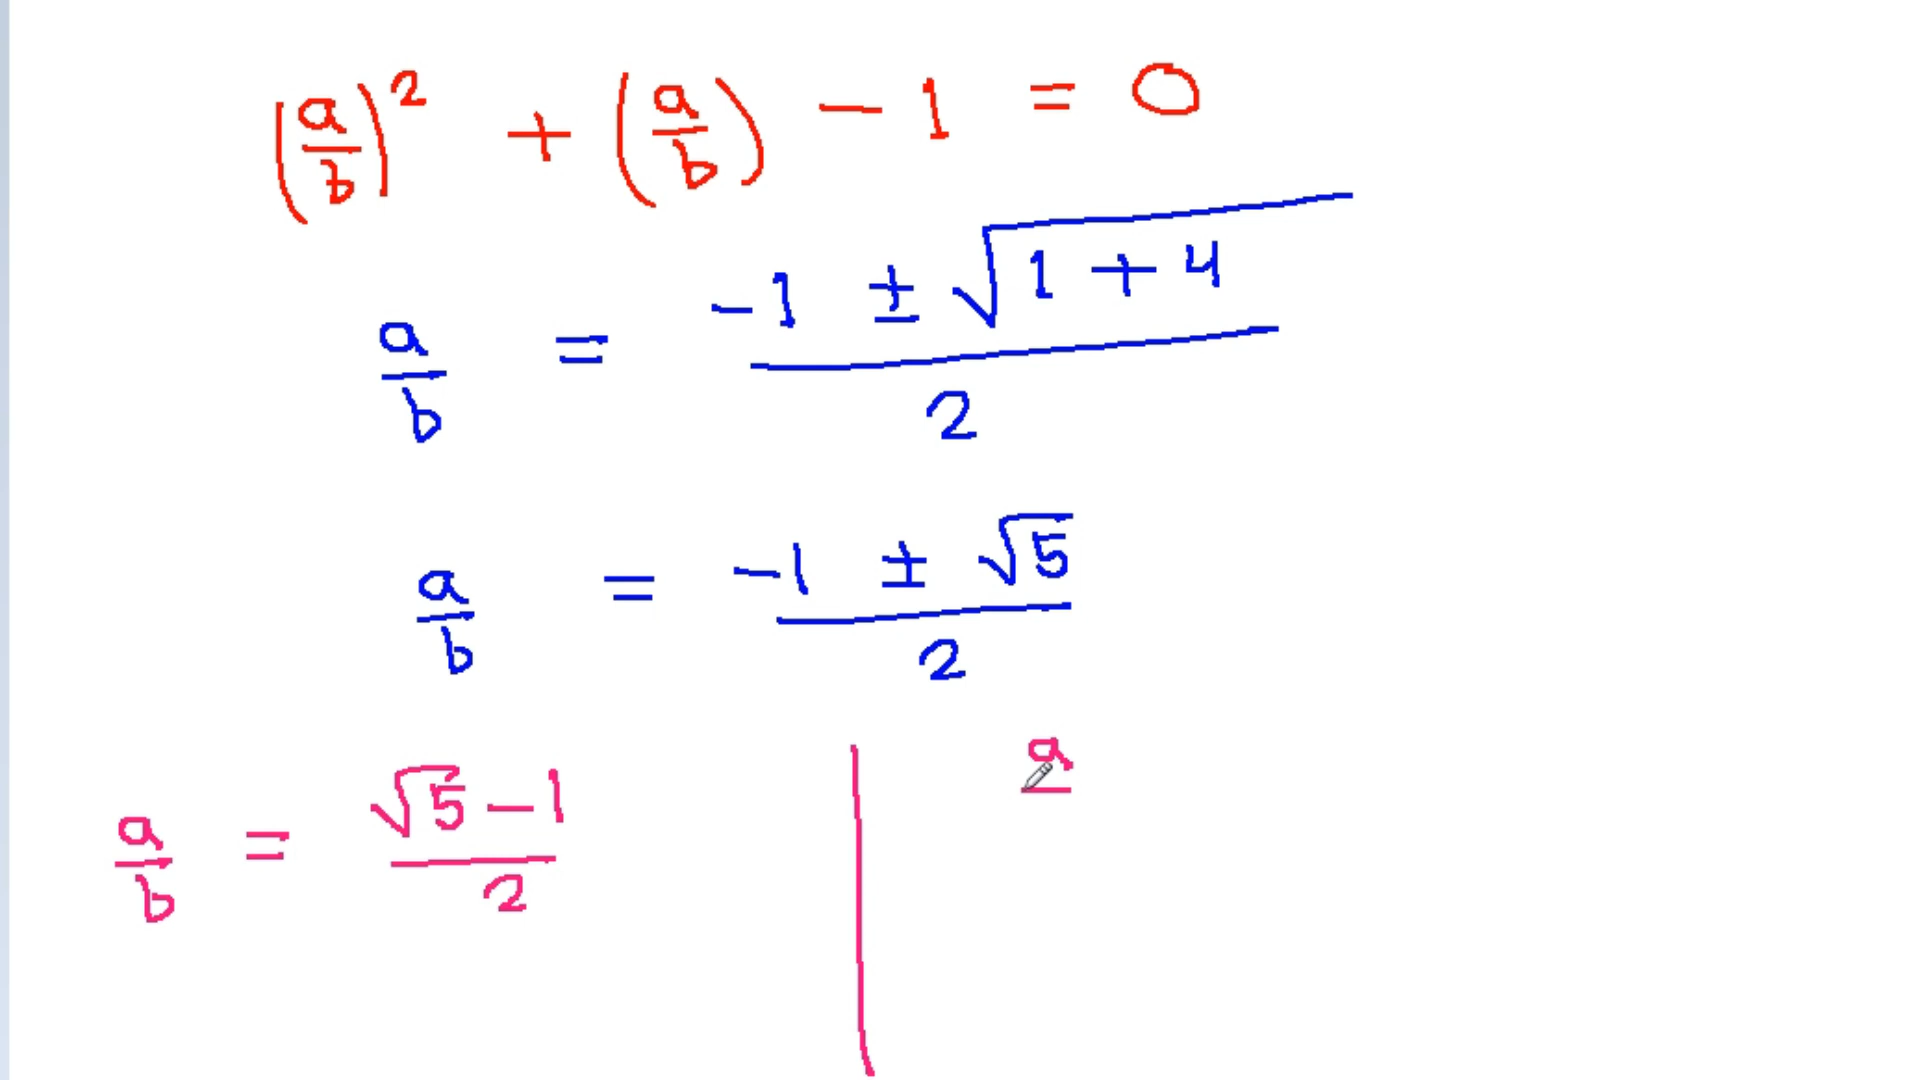 (a/b)² + (a/b) − 1 = 0
a/b = (−1 ± √(1 + 4))/2
a/b = (−1 ± √5)/2
a/b = (√5 − 1)/2
a